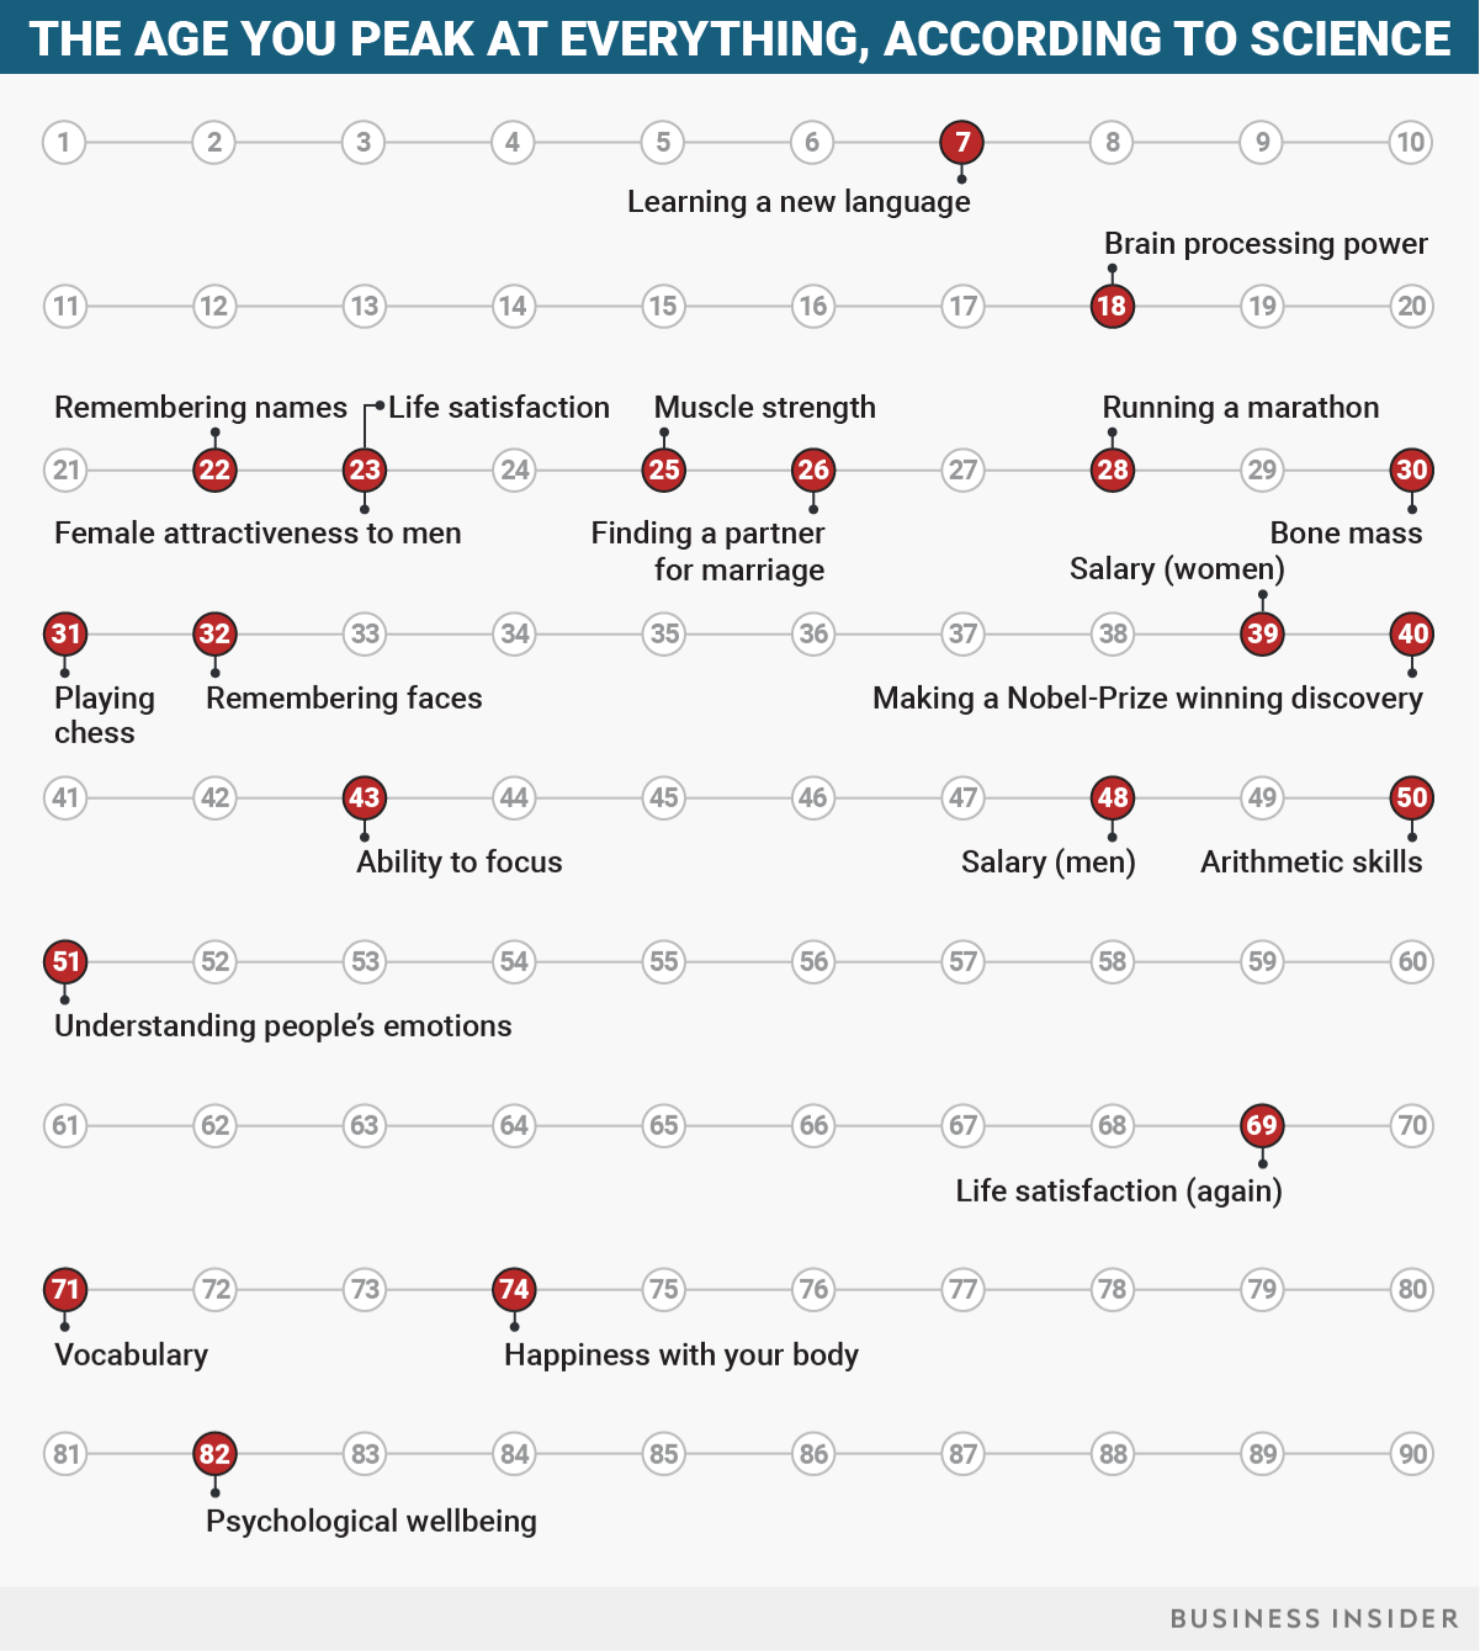 THE AGE YOU PEAK AT EVERYTHING, ACCORDING TO SCIENCE
1 2 3 4 5 6 7 8 9 10
Learning a new language
Brain processing power
11 12 13 14 15 16 17 18 19 20
Remembering names Life satisfaction Muscle strength Running a marathon
21 22 23 24 25 26 27 28 29 30
Female attractiveness to men Finding a partner Bone mass
for marriage Salary (women)
31 32 33 34 35 36 37 38 39 40
Playing Remembering faces Making a Nobel-Prize winning discovery
chess
41 42 43 44 45 46 47 48 49 50
Ability to focus Salary (men) Arithmetic skills
51 52 53 54 55 56 57 58 59 60
Understanding people’s emotions
61 62 63 64 65 66 67 68 69 70
Life satisfaction (again)
71 72 73 74 75 76 77 78 79 80
Vocabulary Happiness with your body
81 82 83 84 85 86 87 88 89 90
Psychological wellbeing
BUSINESS INSIDER